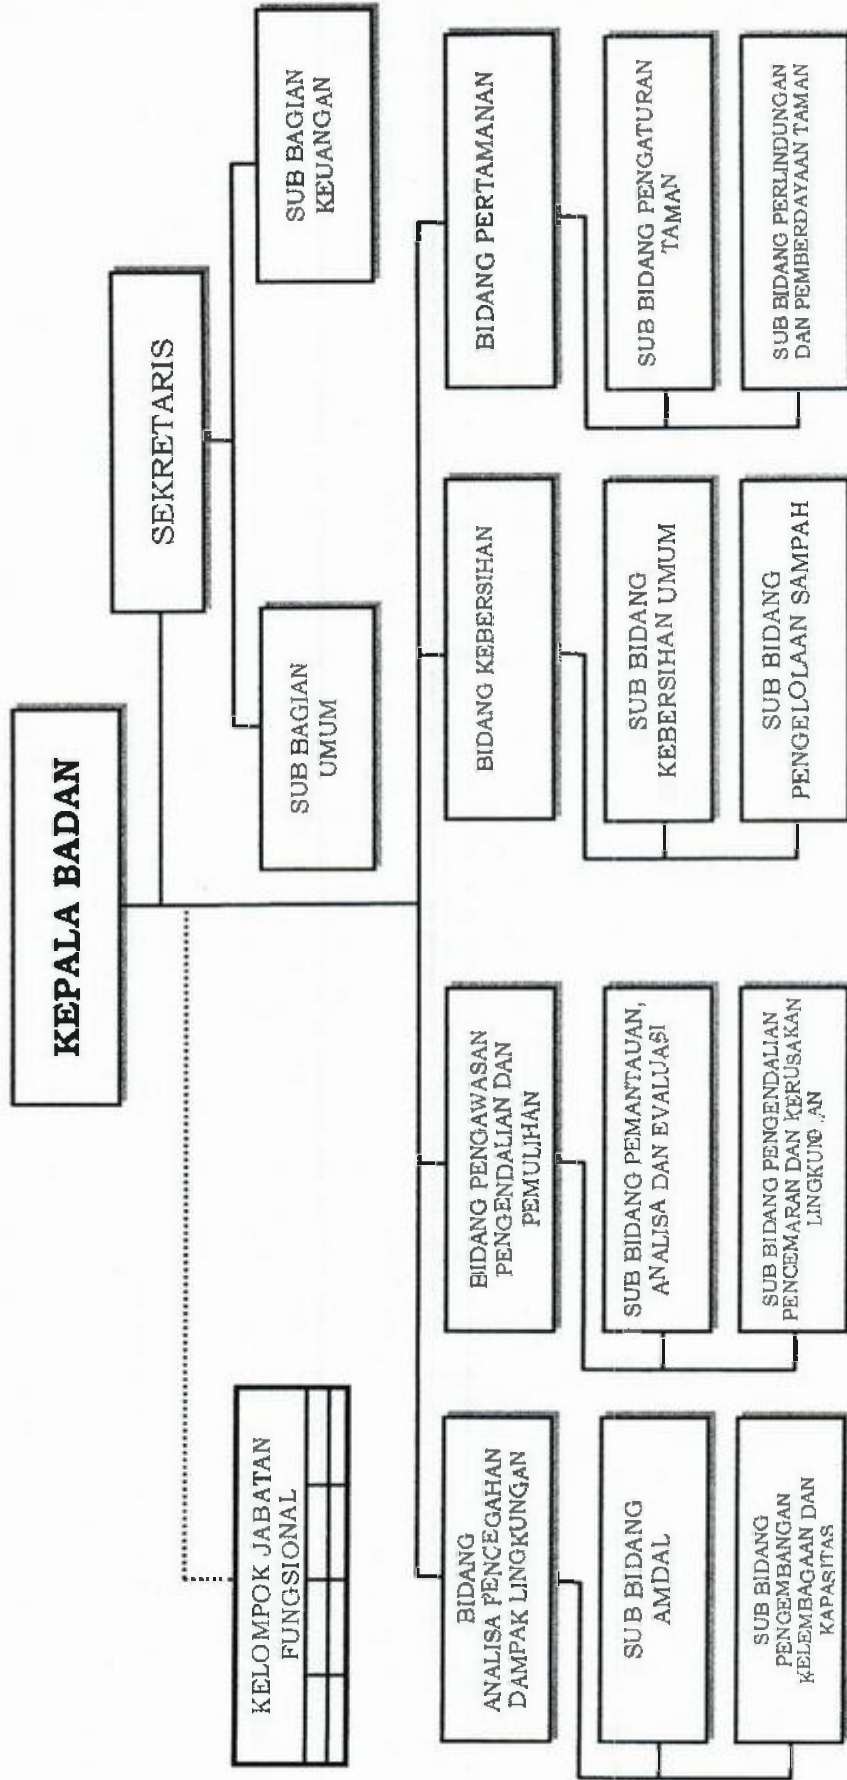 KEPALA BADAN
SEKRETARIS
KELOMPOK JABATAN
FUNGSIONAL
SUB BAGIAN
UMUM
SUB BAGIAN
KEUANGAN
BIDANG
ANALISA PENCEGAHAN
DAMPAK LINGKUNGAN
SUB BIDANG
AMDAL
SUB BIDANG
PENGEMBANGAN
KELEMBAGAAN DAN
KAPASITAS
BIDANG PENGAWASAN
PENGENDALIAN DAN
PEMULIHAN
SUB BIDANG PEMANTAUAN,
ANALISA DAN EVALUASI
SUB BIDANG PENGENDALIAN
PENCEMARAN DAN KERUSAKAN
LINGKUNGAN
BIDANG KEBERSIHAN
SUB BIDANG
KEBERSIHAN UMUM
SUB BIDANG
PENGELOLAAN SAMPAH
BIDANG PERTAMANAN
SUB BIDANG PENGATURAN
TAMAN
SUB BIDANG PERLINDUNGAN
DAN PEMBERDAYAAN TAMAN